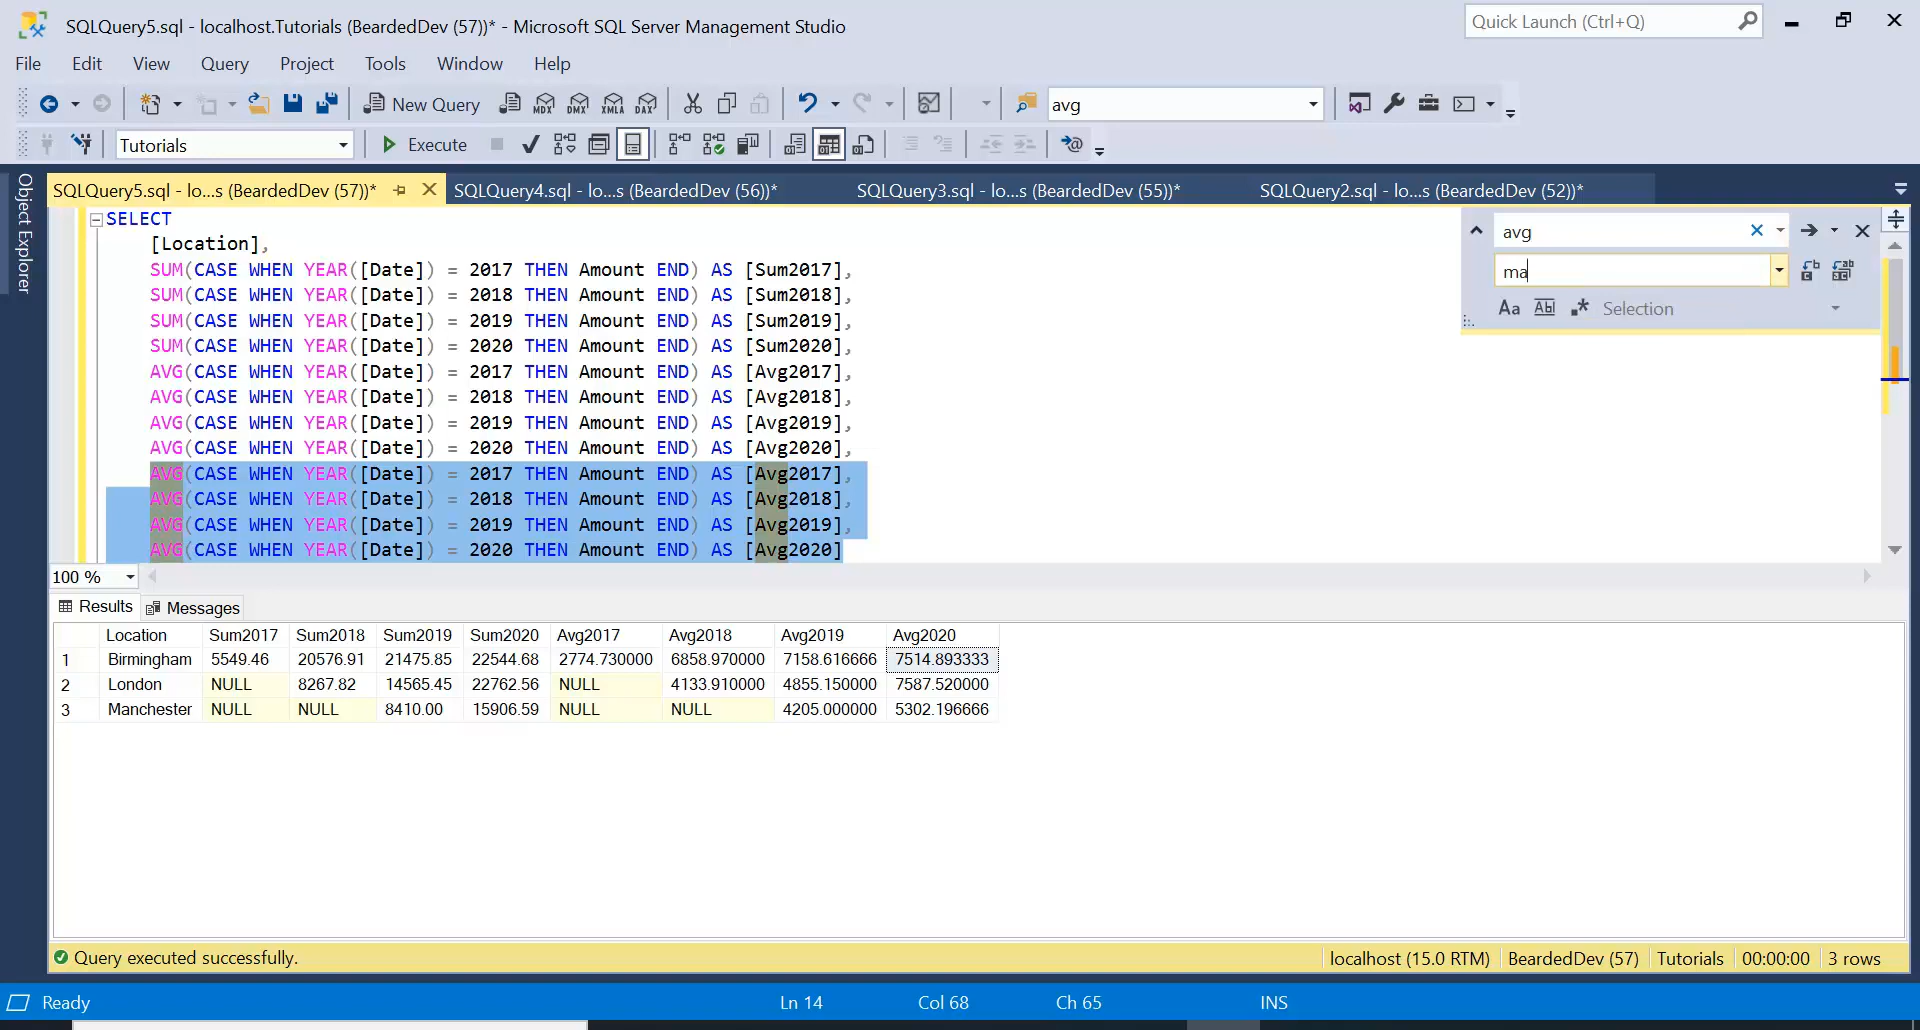 SQLQuery5.sql - localhost.Tutorials (BeardedDev (57))* - Microsoft SQL Server Management Studio
Quick Launch (Ctrl+Q)
File Edit View Query Project Tools Window Help
New Query MDX DMX XMLA DAX avg
Tutorials Execute
Object Explorer
SQLQuery5.sql - lo...s (BeardedDev (57))* SQLQuery4.sql - lo...s (BeardedDev (56))* SQLQuery3.sql - lo...s (BeardedDev (55))* SQLQuery2.sql - lo...s (BeardedDev (52))*
avg
ma
Aa Ab .* Selection
SELECT
[Location],
SUM(CASE WHEN YEAR([Date]) = 2017 THEN Amount END) AS [Sum2017],
SUM(CASE WHEN YEAR([Date]) = 2018 THEN Amount END) AS [Sum2018],
SUM(CASE WHEN YEAR([Date]) = 2019 THEN Amount END) AS [Sum2019],
SUM(CASE WHEN YEAR([Date]) = 2020 THEN Amount END) AS [Sum2020],
AVG(CASE WHEN YEAR([Date]) = 2017 THEN Amount END) AS [Avg2017],
AVG(CASE WHEN YEAR([Date]) = 2018 THEN Amount END) AS [Avg2018],
AVG(CASE WHEN YEAR([Date]) = 2019 THEN Amount END) AS [Avg2019],
AVG(CASE WHEN YEAR([Date]) = 2020 THEN Amount END) AS [Avg2020],
AVG(CASE WHEN YEAR([Date]) = 2017 THEN Amount END) AS [Avg2017],
AVG(CASE WHEN YEAR([Date]) = 2018 THEN Amount END) AS [Avg2018],
AVG(CASE WHEN YEAR([Date]) = 2019 THEN Amount END) AS [Avg2019],
AVG(CASE WHEN YEAR([Date]) = 2020 THEN Amount END) AS [Avg2020]
100 %
Results Messages
Location Sum2017 Sum2018 Sum2019 Sum2020 Avg2017 Avg2018 Avg2019 Avg2020
1 Birmingham 5549.46 20576.91 21475.85 22544.68 2774.730000 6858.970000 7158.616666 7514.893333
2 London NULL 8267.82 14565.45 22762.56 NULL 4133.910000 4855.150000 7587.520000
3 Manchester NULL NULL 8410.00 15906.59 NULL NULL 4205.000000 5302.196666
Query executed successfully. localhost (15.0 RTM) BeardedDev (57) Tutorials 00:00:00 3 rows
Ready Ln 14 Col 68 Ch 65 INS